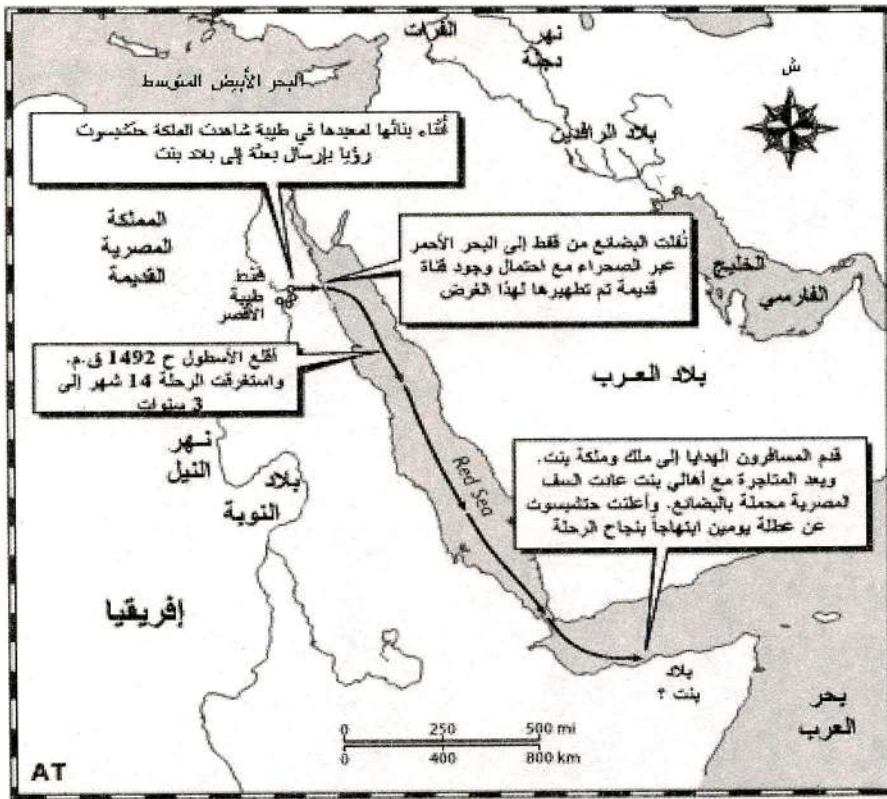 الفرات
نهر
دجلة
البحر الأبيض المتوسط
ش
بلاد الرافدين
أثناء بنائها لمعبدها في طيبة شاهدت الملكة حتشبسوت
رؤيا بإرسال بعثة إلى بلاد بنت
المملكة
المصرية
القديمة
نُقلت البضائع من قفط إلى البحر الأحمر
عبر الصحراء مع احتمال وجود قناة
قديمة تم تطهيرها لهذا الغرض
الخليج
الفارسي
قفط
طيبة
الأقصر
أقلع الأسطول ح 1492 ق.م.
واستغرقت الرحلة 14 شهر إلى
3 سنوات
بلاد العرب
نهر
النيل
بلاد
النوبة
Red Sea
قدم المسافرون الهدايا إلى ملك وملكة بنت.
وبعد المتاجرة مع أهالي بنت عادت السف
المصرية محملة بالبضائع. وأعلنت حتشبسوت
عن عطلة يومين ابتهاجاً بنجاح الرحلة
إفريقيا
بلاد
بنت ؟
بحر
العرب
0 250 500 mi
0 400 800 km
AT